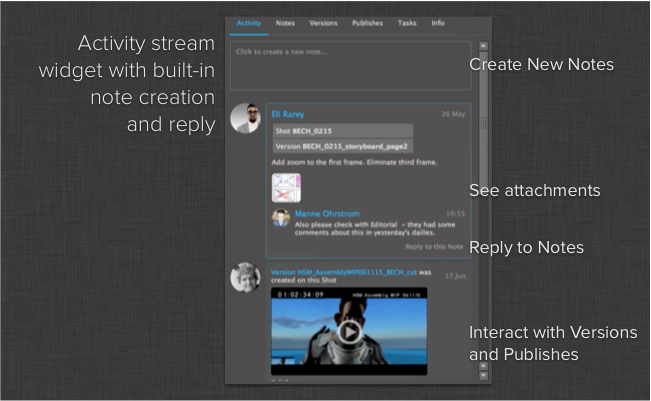 Activity stream
widget with built-in
note creation
and reply
Activity Notes Versions Publishes Tasks Info
Click to create a new note...
Create New Notes
Eli Rarey
26 May
Shot BECH_0215
Version BECH_0215_storyboard_page2
Add zoom to the first frame. Eliminate third frame.
See attachments
Manne Ohrstrom 10:55
Also please check with Editorial – they had some
comments about this in yesterday's dailies.
Reply to this Note
Reply to Notes
Version HSM_AssemblyWIP061115_BECH_cut was
created on this Shot
17 Jun
01:02:34:09
HSM Assembly WIP 061115
Interact with Versions
and Publishes